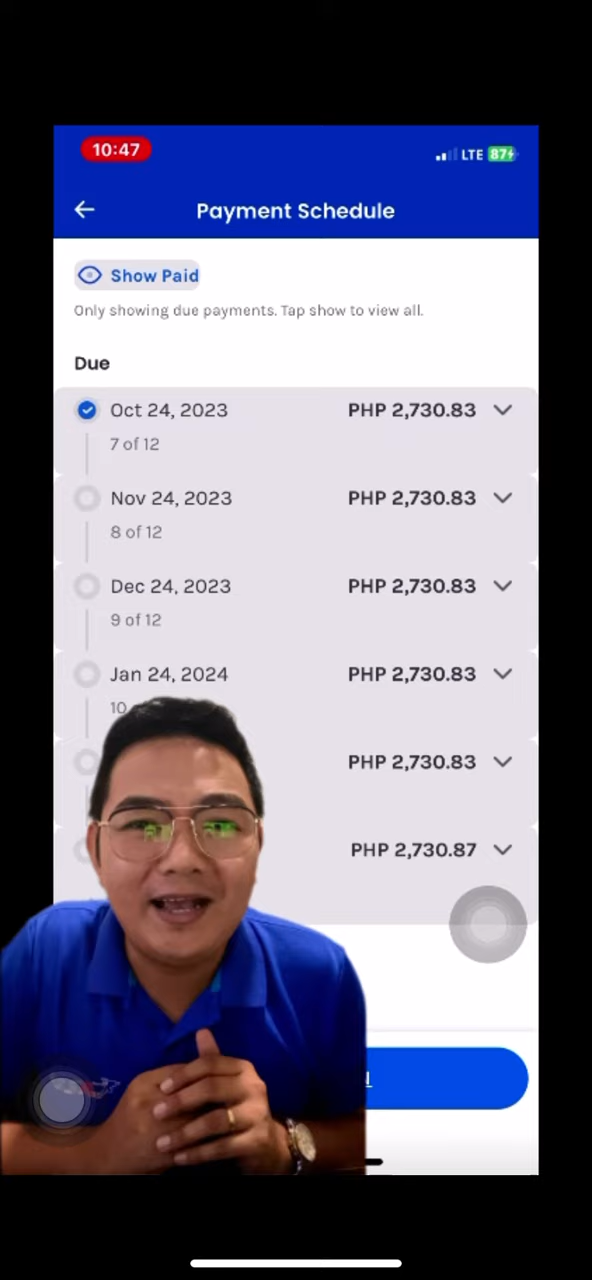 10:47
LTE 87
Payment Schedule
Show Paid
Only showing due payments. Tap show to view all.
Due
Oct 24, 2023 PHP 2,730.83
7 of 12
Nov 24, 2023 PHP 2,730.83
8 of 12
Dec 24, 2023 PHP 2,730.83
9 of 12
Jan 24, 2024 PHP 2,730.83
10
PHP 2,730.83
PHP 2,730.87